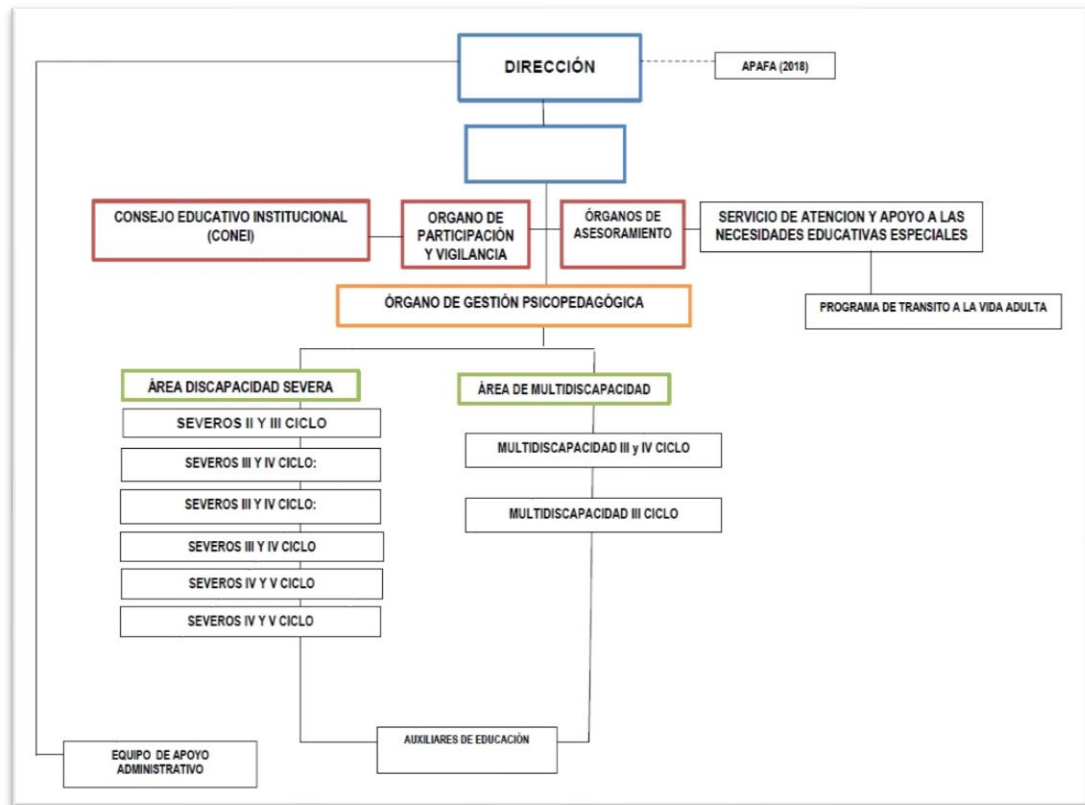 DIRECCIÓN
APAFA (2018)
CONSEJO EDUCATIVO INSTITUCIONAL
(CONEI)
ORGANO DE
PARTICIPACIÓN
Y VIGILANCIA
ÓRGANOS DE
ASESORAMIENTO
SERVICIO DE ATENCION Y APOYO A LAS
NECESIDADES EDUCATIVAS ESPECIALES
ÓRGANO DE GESTIÓN PSICOPEDAGÓGICA
PROGRAMA DE TRANSITO A LA VIDA ADULTA
ÁREA DISCAPACIDAD SEVERA
SEVEROS II Y III CICLO
SEVEROS III Y IV CICLO:
SEVEROS III Y IV CICLO:
SEVEROS III Y IV CICLO
SEVEROS IV Y V CICLO
SEVEROS IV Y V CICLO
ÁREA DE MULTIDISCAPACIDAD
MULTIDISCAPACIDAD III y IV CICLO
MULTIDISCAPACIDAD III CICLO
AUXILIARES DE EDUCACIÓN
EQUIPO DE APOYO
ADMINISTRATIVO